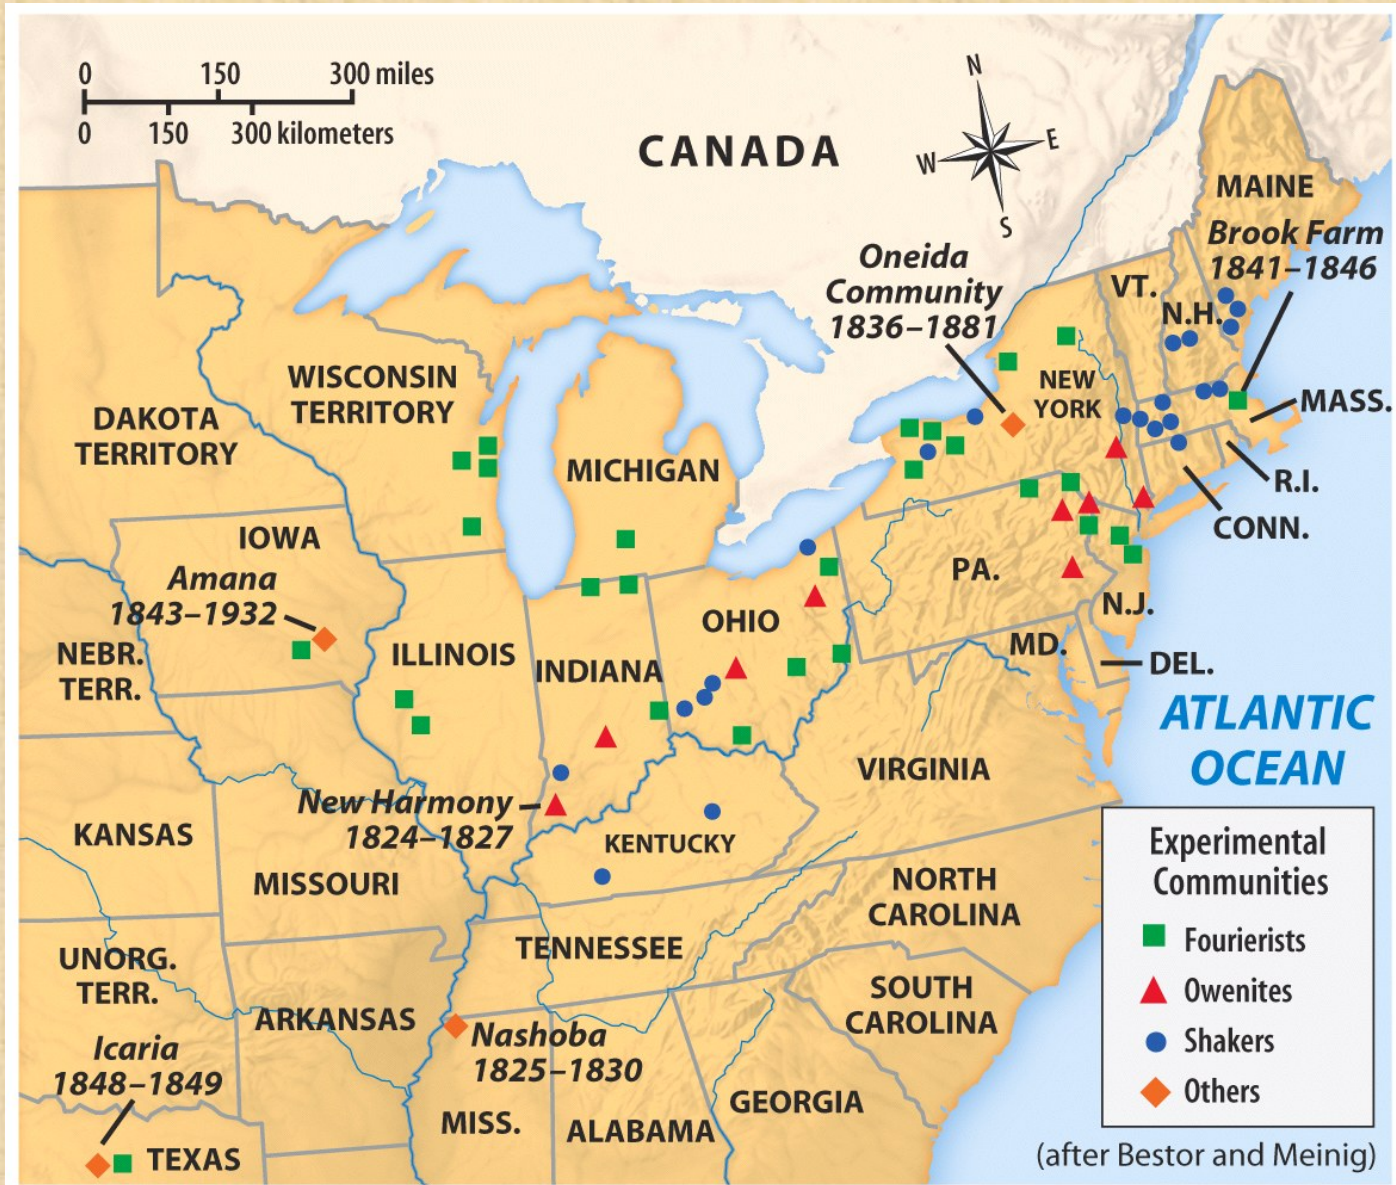 0 150 300 miles
0 150 300 kilometers
CANADA
N
W E
S
MAINE
Brook Farm
1841–1846
Oneida
Community
1836–1881
VT.
N.H.
WISCONSIN
TERRITORY
NEW
YORK
MASS.
DAKOTA
TERRITORY
MICHIGAN
R.I.
CONN.
IOWA
Amana
1843–1932
PA.
N.J.
OHIO
MD.
DEL.
NEBR.
TERR.
ILLINOIS
INDIANA
ATLANTIC
OCEAN
VIRGINIA
New Harmony
1824–1827
KANSAS
KENTUCKY
MISSOURI
NORTH
CAROLINA
TENNESSEE
UNORG.
TERR.
SOUTH
CAROLINA
ARKANSAS
Icaria
1848–1849
Nashoba
1825–1830
MISS.
ALABAMA
GEORGIA
TEXAS
Experimental
Communities
Fourierists
Owenites
Shakers
Others
(after Bestor and Meinig)